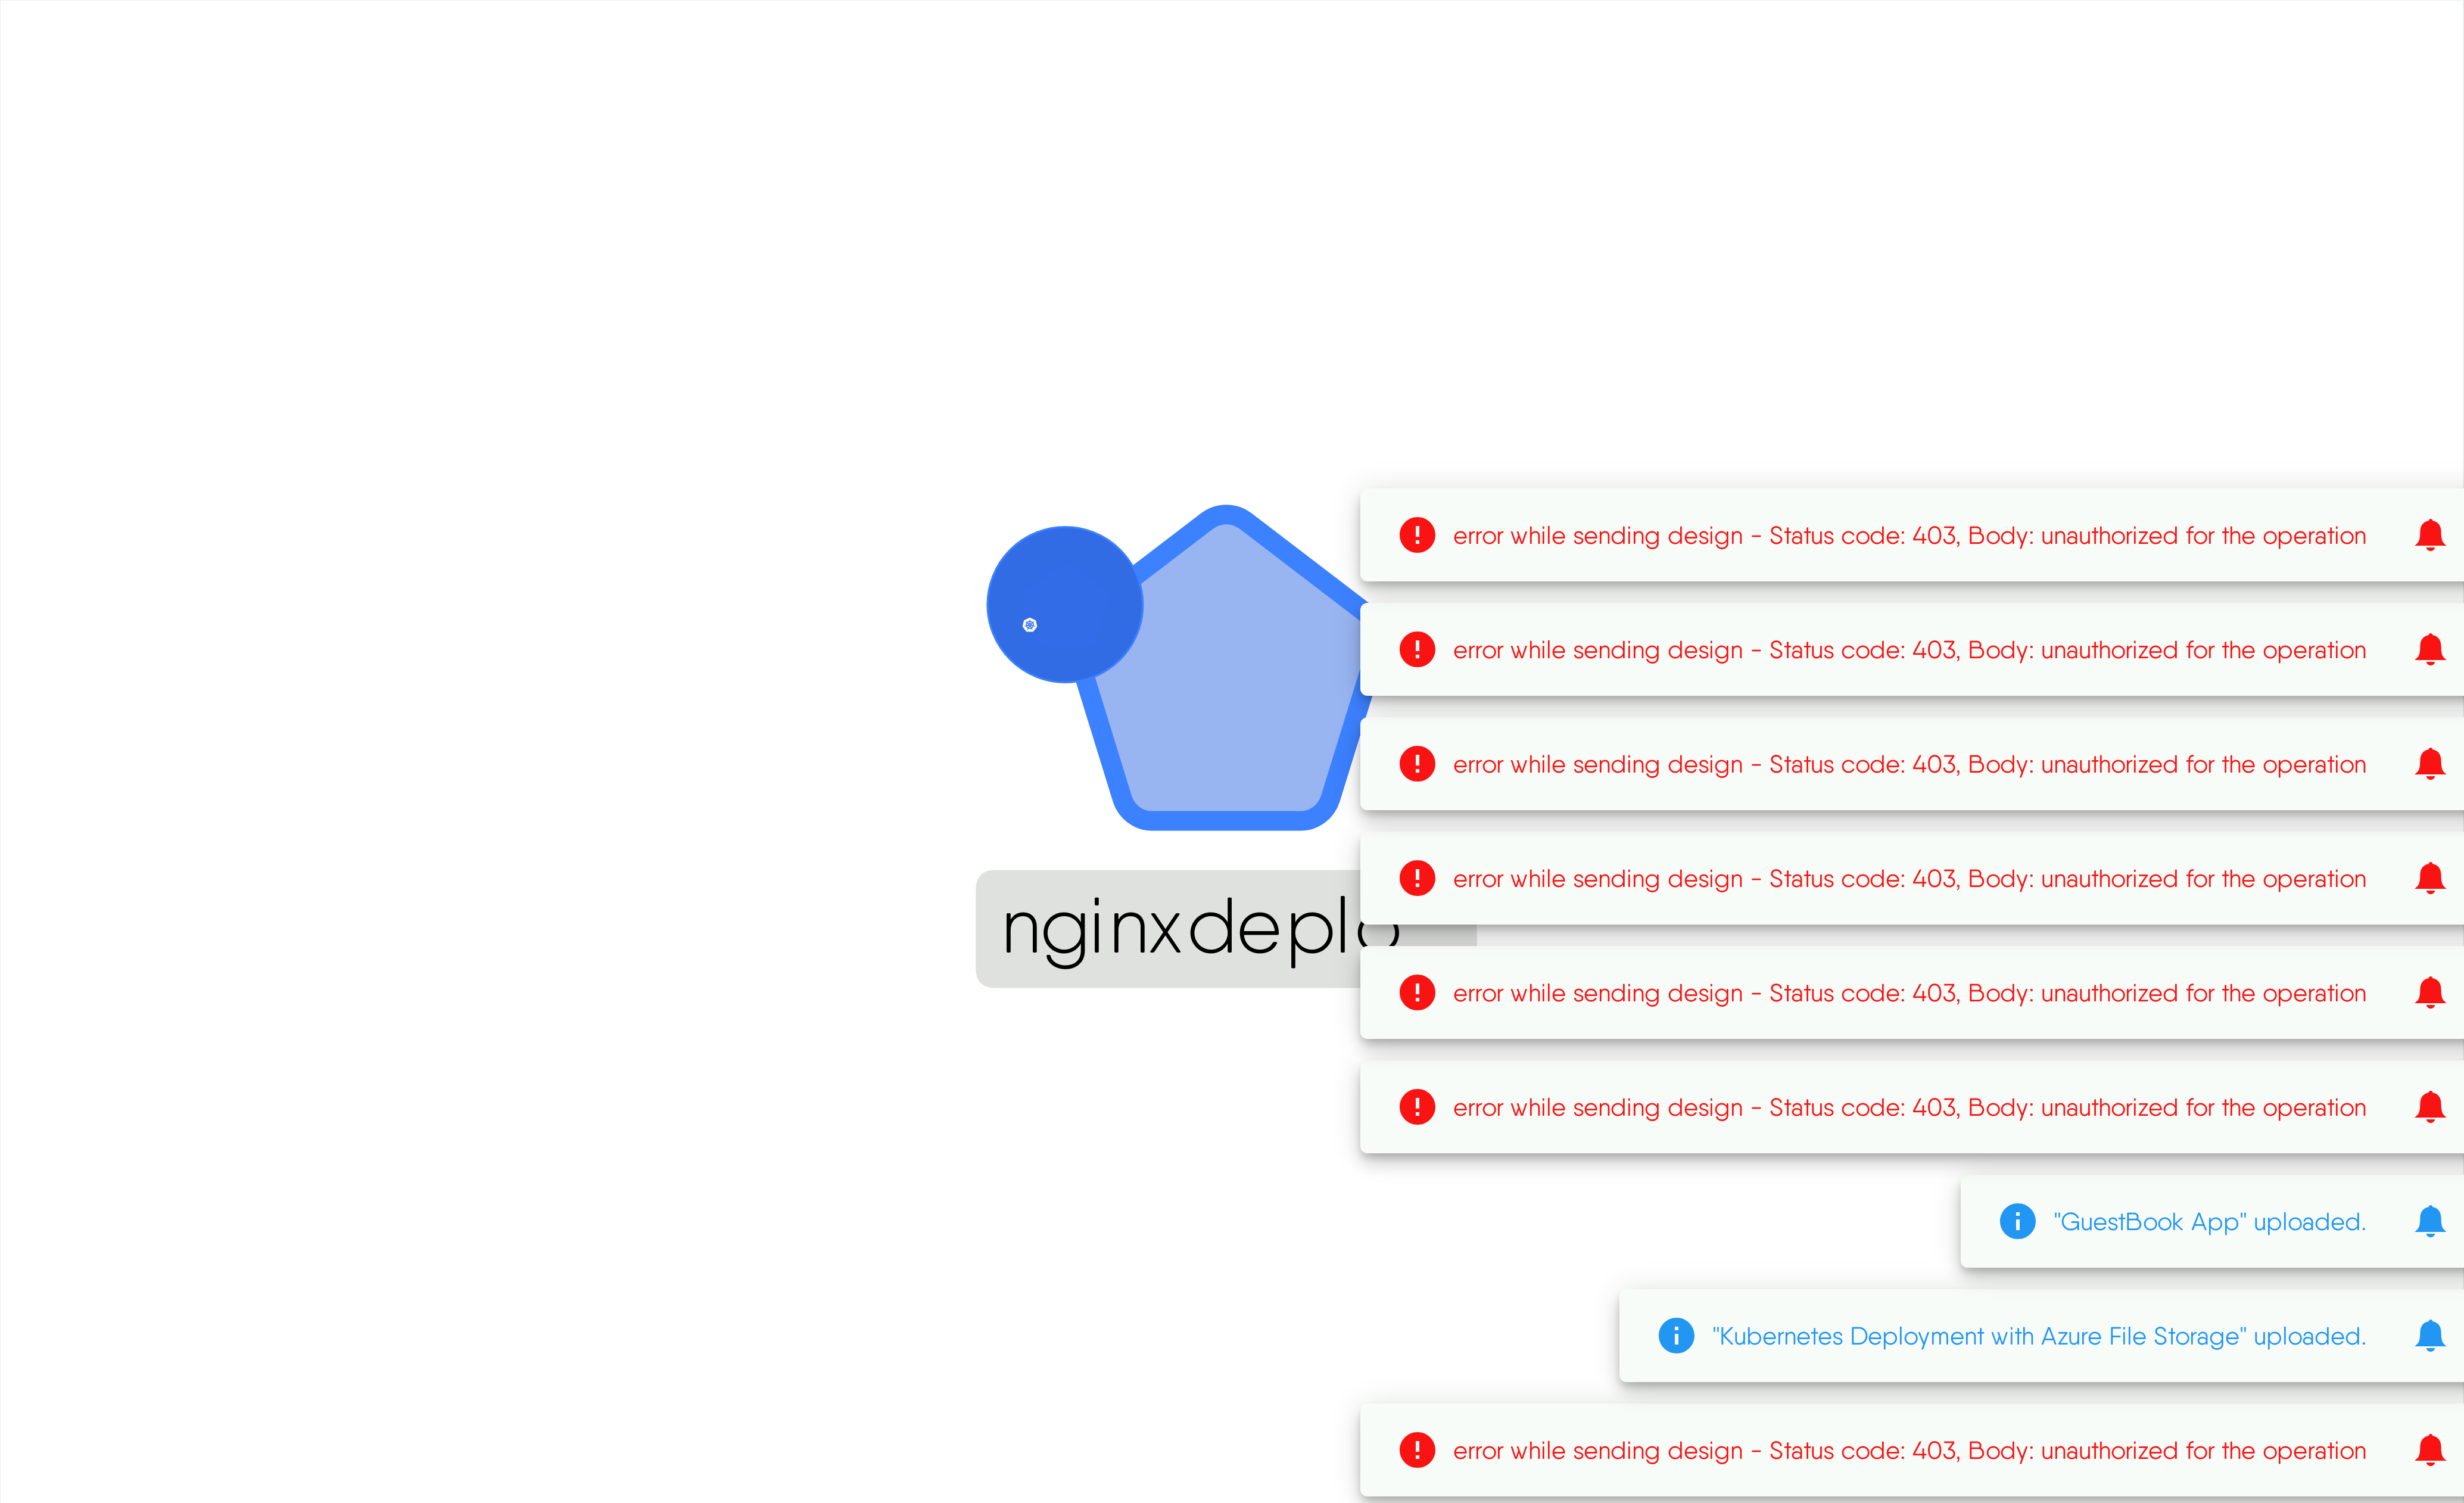 error while sending design - Status code: 403, Body: unauthorized for the operation
error while sending design - Status code: 403, Body: unauthorized for the operation
error while sending design - Status code: 403, Body: unauthorized for the operation
error while sending design - Status code: 403, Body: unauthorized for the operation
nginxdeplo
error while sending design - Status code: 403, Body: unauthorized for the operation
error while sending design - Status code: 403, Body: unauthorized for the operation
"GuestBook App" uploaded.
"Kubernetes Deployment with Azure File Storage" uploaded.
error while sending design - Status code: 403, Body: unauthorized for the operation